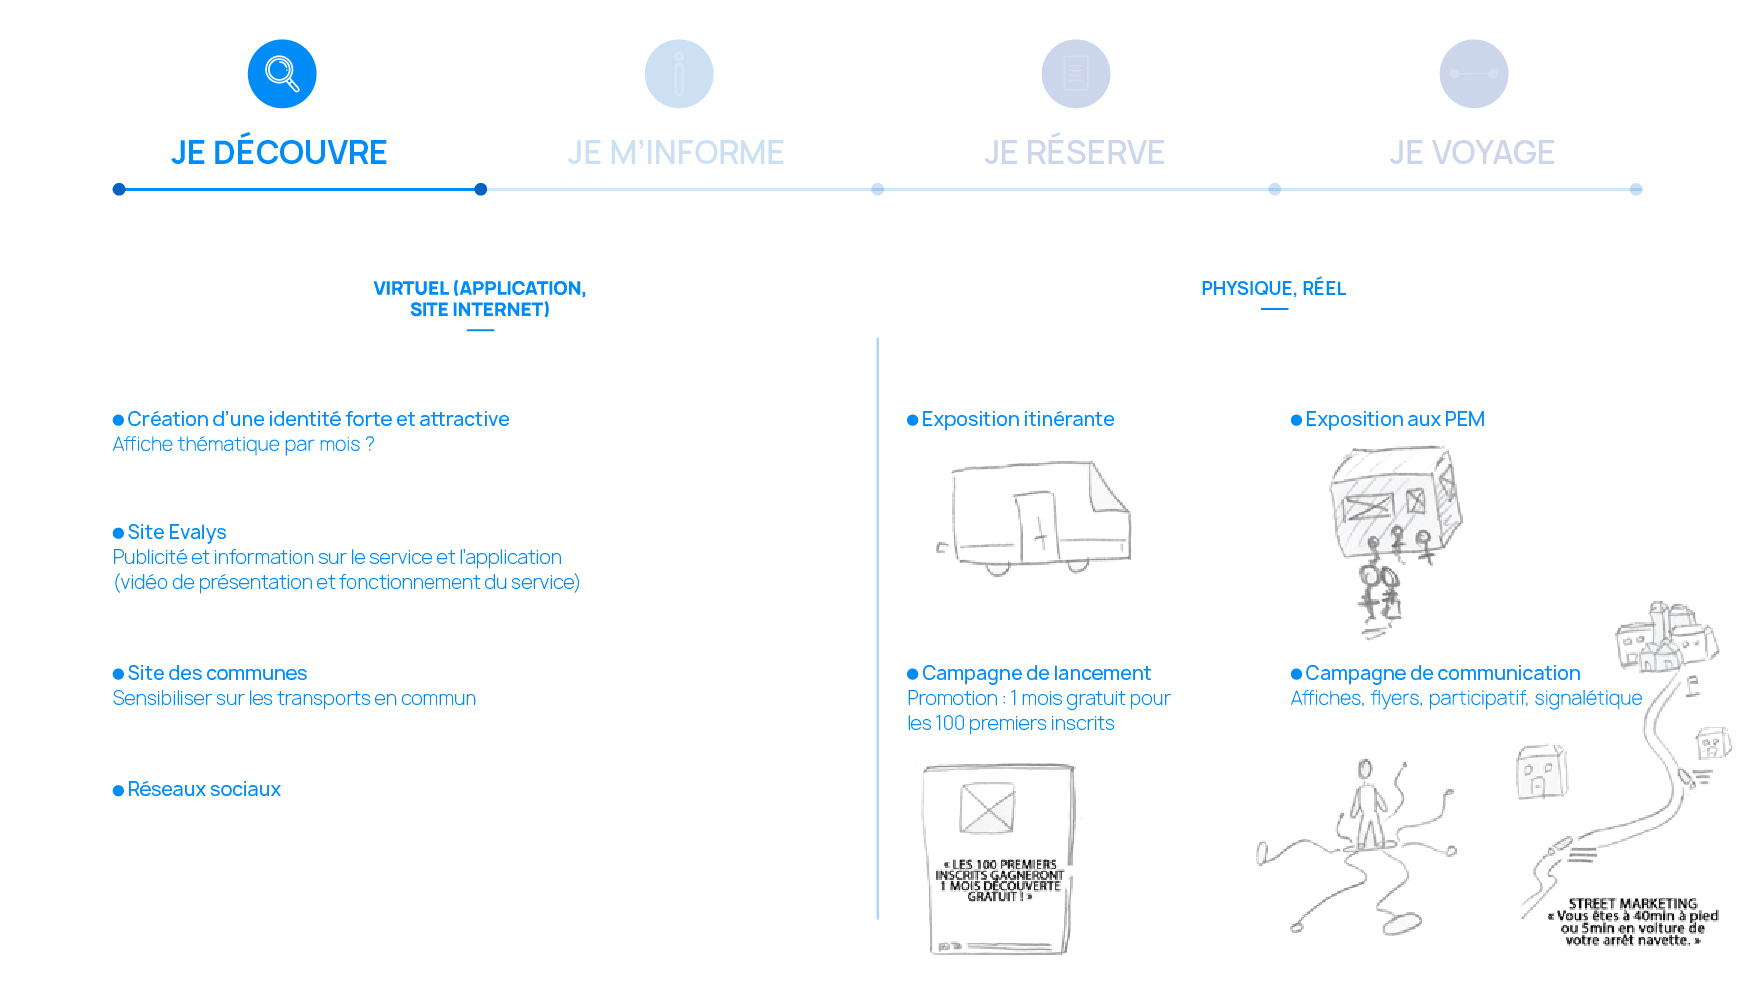 JE DÉCOUVRE
JE M’INFORME
JE RÉSERVE
JE VOYAGE
VIRTUEL (APPLICATION,
SITE INTERNET)
● Création d’une identité forte et attractive
Affiche thématique par mois ?
● Site Evalys
Publicité et information sur le service et l’application
(vidéo de présentation et fonctionnement du service)
● Site des communes
Sensibiliser sur les transports en commun
● Réseaux sociaux
PHYSIQUE, RÉEL
● Exposition itinérante
● Exposition aux PEM
● Campagne de lancement
Promotion : 1 mois gratuit pour
les 100 premiers inscrits
« LES 100 PREMIERS
INSCRITS GAGNERONT
1 MOIS DÉCOUVERTE
GRATUIT ! »
● Campagne de communication
Affiches, flyers, participatif, signalétique
STREET MARKETING
« Vous êtes à 40min à pied
ou 5min en voiture de
votre arrêt navette. »